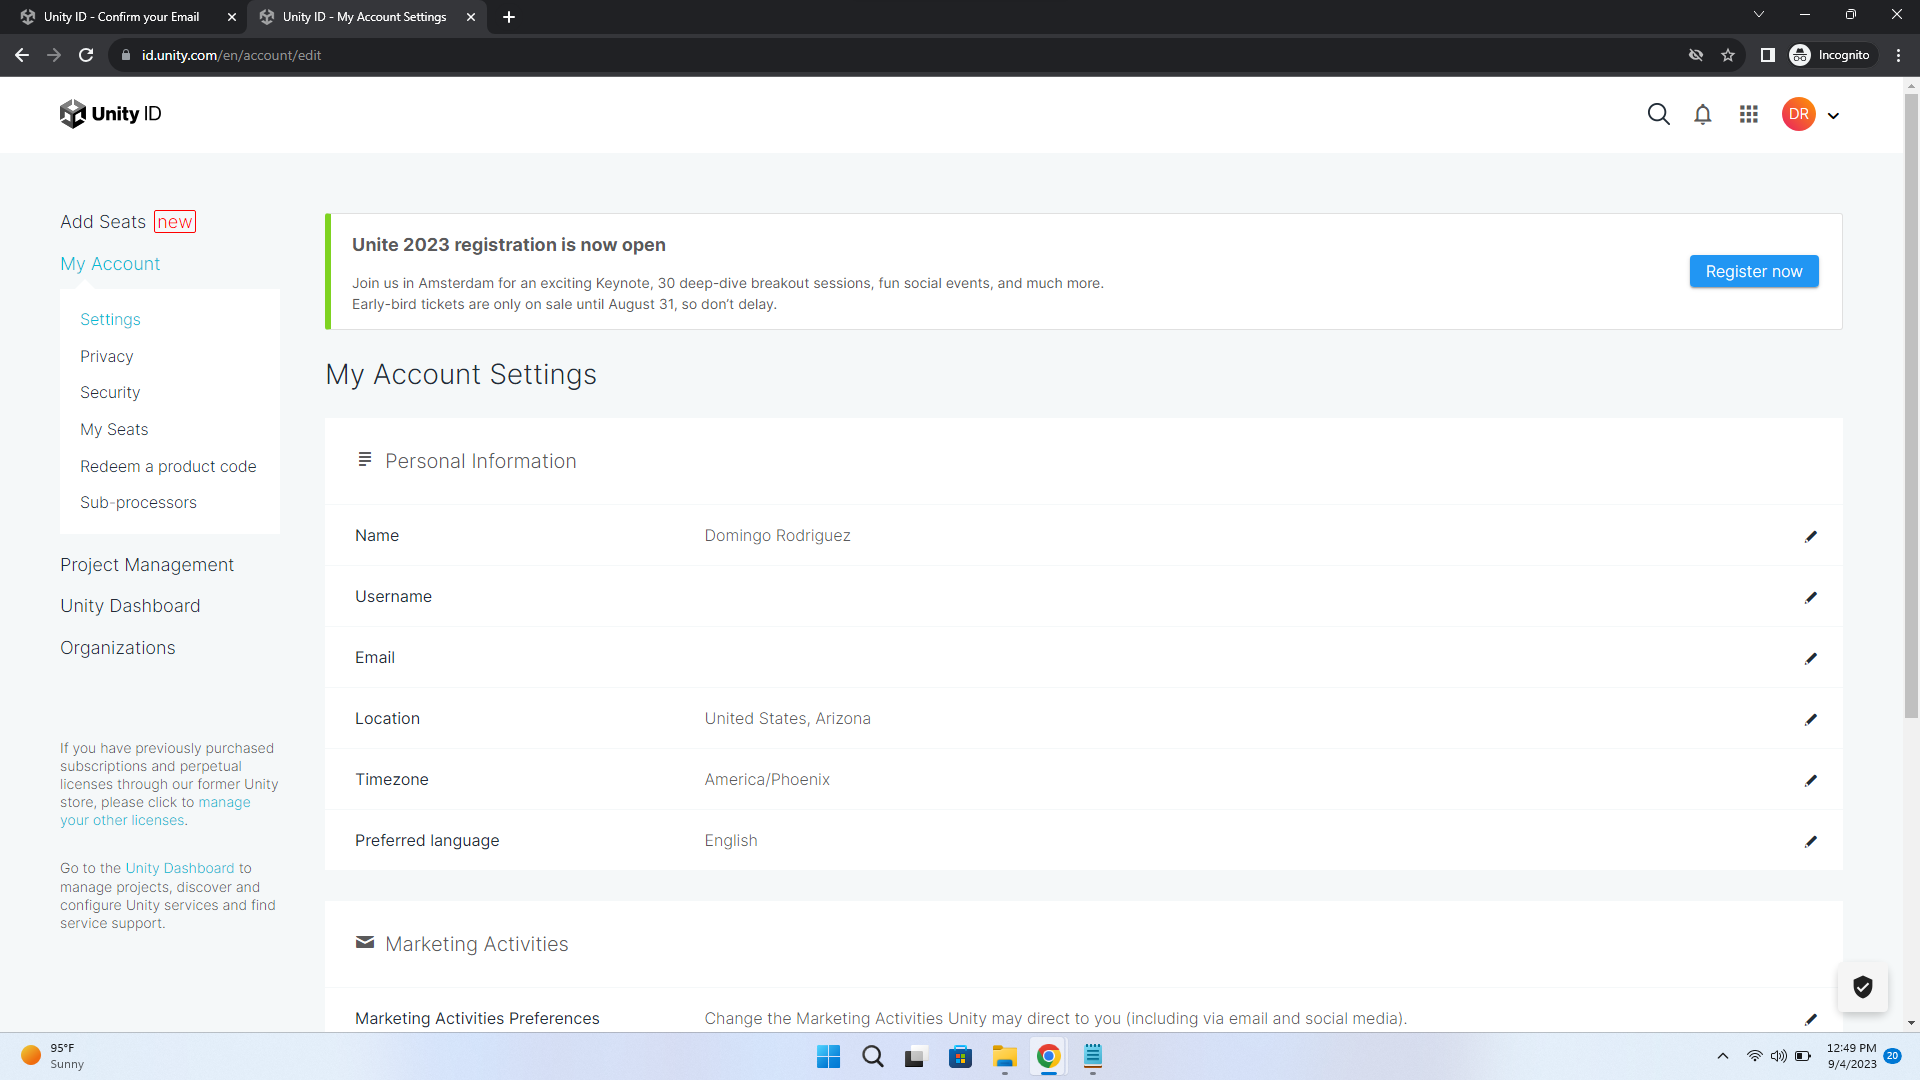 Unity ID - Confirm your Email
Unity ID - My Account Settings
id.unity.com/en/account/edit
Incognito
Unity ID
DR
Add Seats new
My Account
Settings
Privacy
Security
My Seats
Redeem a product code
Sub-processors
Project Management
Unity Dashboard
Organizations
If you have previously purchased
subscriptions and perpetual
licenses through our former Unity
store, please click to manage
your other licenses.
Go to the Unity Dashboard to
manage projects, discover and
configure Unity services and find
service support.
Unite 2023 registration is now open
Join us in Amsterdam for an exciting Keynote, 30 deep-dive breakout sessions, fun social events, and much more.
Early-bird tickets are only on sale until August 31, so don’t delay.
Register now
My Account Settings
Personal Information
Name Domingo Rodriguez
Username
Email
Location United States, Arizona
Timezone America/Phoenix
Preferred language English
Marketing Activities
Marketing Activities Preferences Change the Marketing Activities Unity may direct to you (including via email and social media).
95°F
Sunny
12:49 PM
9/4/2023
20